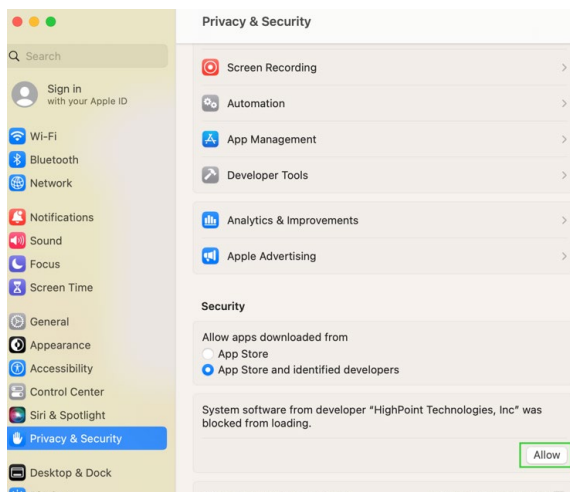 Privacy & Security
Search
Sign in
with your Apple ID
Wi-Fi
Bluetooth
Network
Notifications
Sound
Focus
Screen Time
General
Appearance
Accessibility
Control Center
Siri & Spotlight
Privacy & Security
Desktop & Dock
Screen Recording
Automation
App Management
Developer Tools
Analytics & Improvements
Apple Advertising
Security
Allow apps downloaded from
App Store
App Store and identified developers
System software from developer “HighPoint Technologies, Inc” was
blocked from loading.
Allow